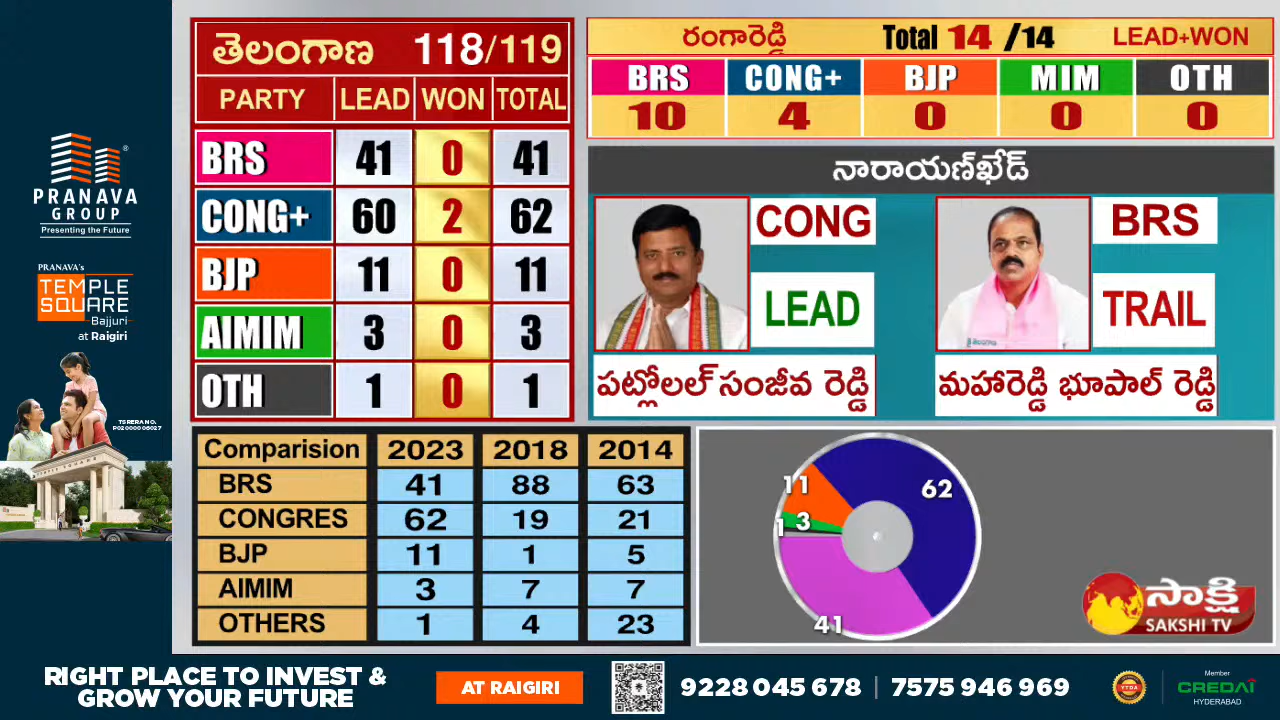 తెలంగాణ 118/119
PARTY LEAD WON TOTAL
BRS 41 0 41
CONG+ 60 2 62
BJP 11 0 11
AIMIM 3 0 3
OTH 1 0 1
రంగారెడ్డి Total 14 /14 LEAD+WON
BRS CONG+ BJP MIM OTH
10 4 0 0 0
నారాయణ్‌ఖేడ్
CONG
LEAD
పట్లోలల్ సంజీవ రెడ్డి
BRS
TRAIL
మహారెడ్డి భూపాల్ రెడ్డి
Comparision 2023 2018 2014
BRS 41 88 63
CONGRES 62 19 21
BJP 11 1 5
AIMIM 3 7 7
OTHERS 1 4 23
62
11
3
1
41
సాక్షి
SAKSHI TV
PRANAVA
GROUP
Presenting the Future
PRANAVA's
TEMPLE
SQUARE
Bajjuri
at Raigiri
TS RERA NO.
P02000005027
RIGHT PLACE TO INVEST &
GROW YOUR FUTURE
AT RAIGIRI
9228 045 678 | 7575 946 969
YTDA
Member
CREDAI
HYDERABAD